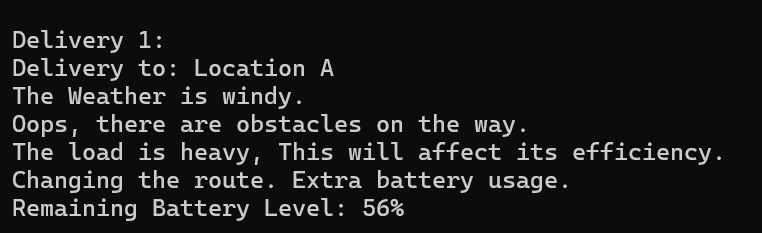 Delivery 1:
Delivery to: Location A
The Weather is windy.
Oops, there are obstacles on the way.
The load is heavy, This will affect its efficiency.
Changing the route. Extra battery usage.
Remaining Battery Level: 56%